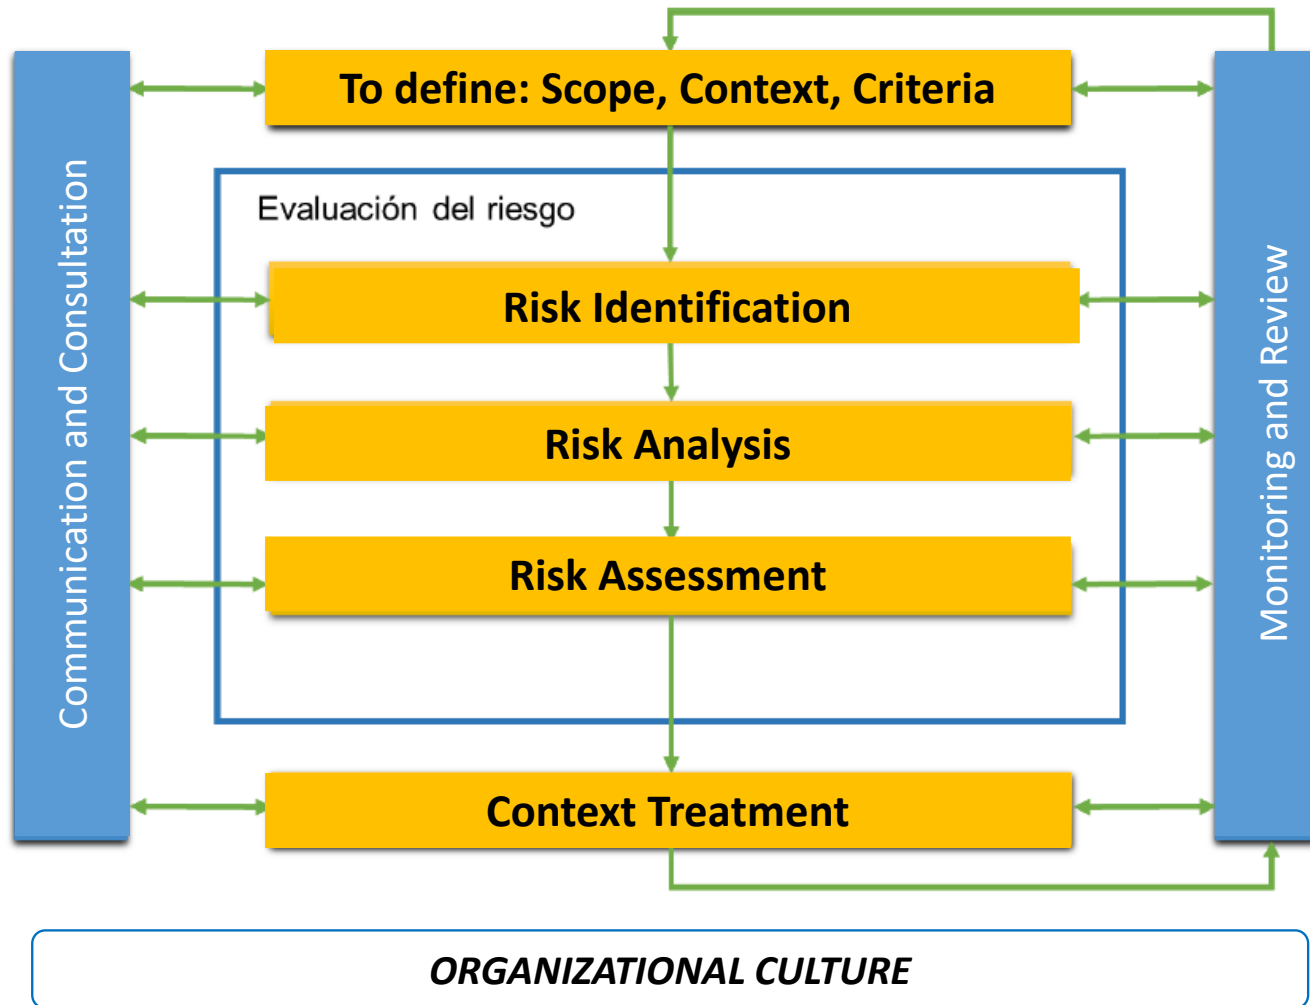 To define: Scope, Context, Criteria
Communication and Consultation
Evaluación del riesgo
Risk Identification
Risk Analysis
Risk Assessment
Context Treatment
Monitoring and Review
ORGANIZATIONAL CULTURE